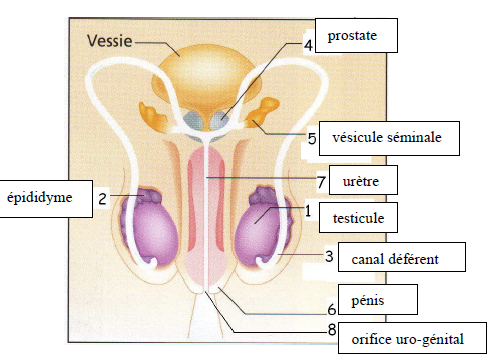 Vessie
prostate
4
5
vésicule séminale
7
urètre
épididyme
2
1
testicule
3
canal déférent
6
pénis
8
orifice uro-génital